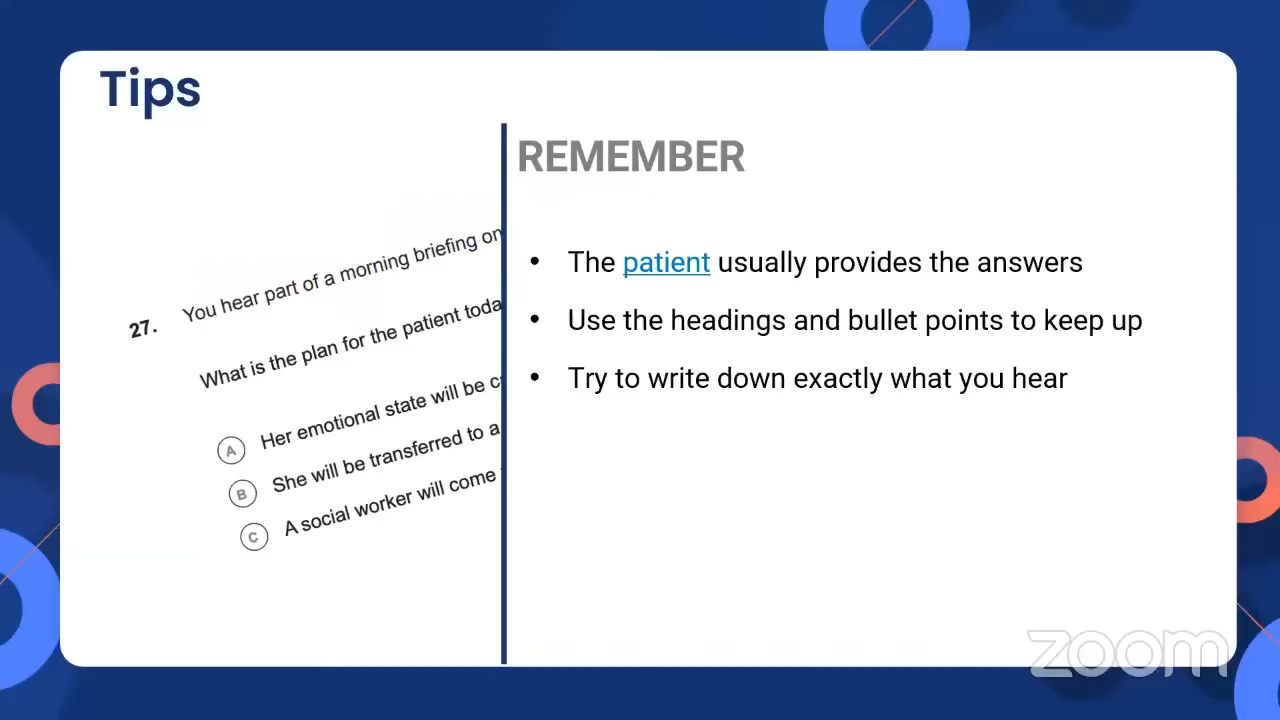 Tips
REMEMBER
27. You hear part of a morning briefing on
What is the plan for the patient
A Her emotional state will be
B She will be transferred to a
C A social worker will come
• The patient usually provides the answers
• Use the headings and bullet points to keep up
• Try to write down exactly what you hear
zoom